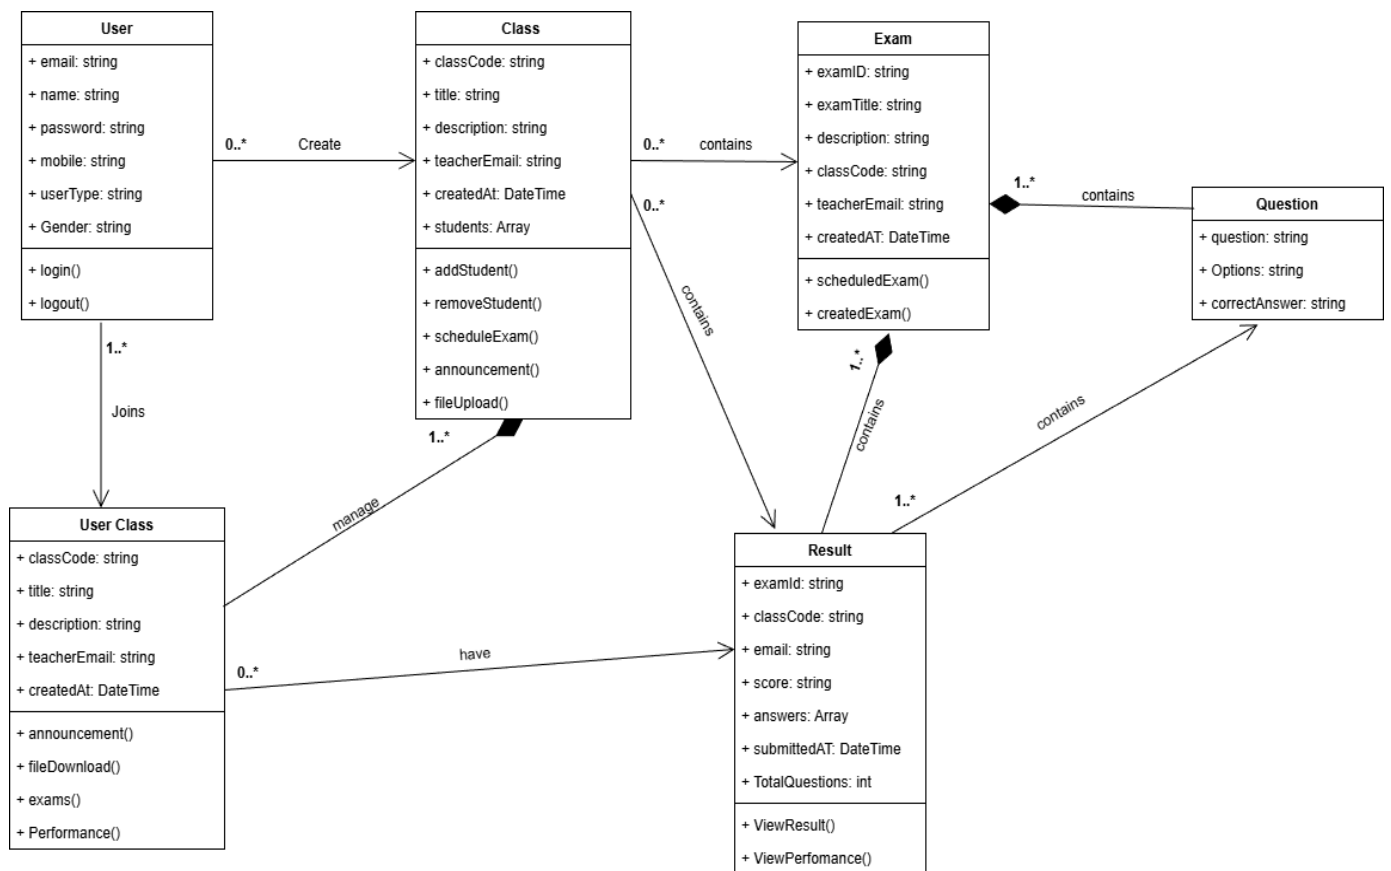 User
+ email: string
+ name: string
+ password: string
+ mobile: string
+ userType: string
+ Gender: string
+ login()
+ logout()
0..*
Create
Class
+ classCode: string
+ title: string
+ description: string
+ teacherEmail: string
+ createdAt: DateTime
+ students: Array
+ addStudent()
+ removeStudent()
+ scheduleExam()
+ announcement()
+ fileUpload()
0..*
contains
0..*
contains
Exam
+ examID: string
+ examTitle: string
+ description: string
+ classCode: string
+ teacherEmail: string
+ createdAT: DateTime
+ scheduledExam()
+ createdExam()
1..*
contains
Question
+ question: string
+ Options: string
+ correctAnswer: string
1..*
contains
1..*
contains
1..*
Joins
1..*
manage
User Class
+ classCode: string
+ title: string
+ description: string
+ teacherEmail: string
+ createdAt: DateTime
+ announcement()
+ fileDownload()
+ exams()
+ Performance()
0..*
have
Result
+ examId: string
+ classCode: string
+ email: string
+ score: string
+ answers: Array
+ submittedAT: DateTime
+ TotalQuestions: int
+ ViewResult()
+ ViewPerfomance()